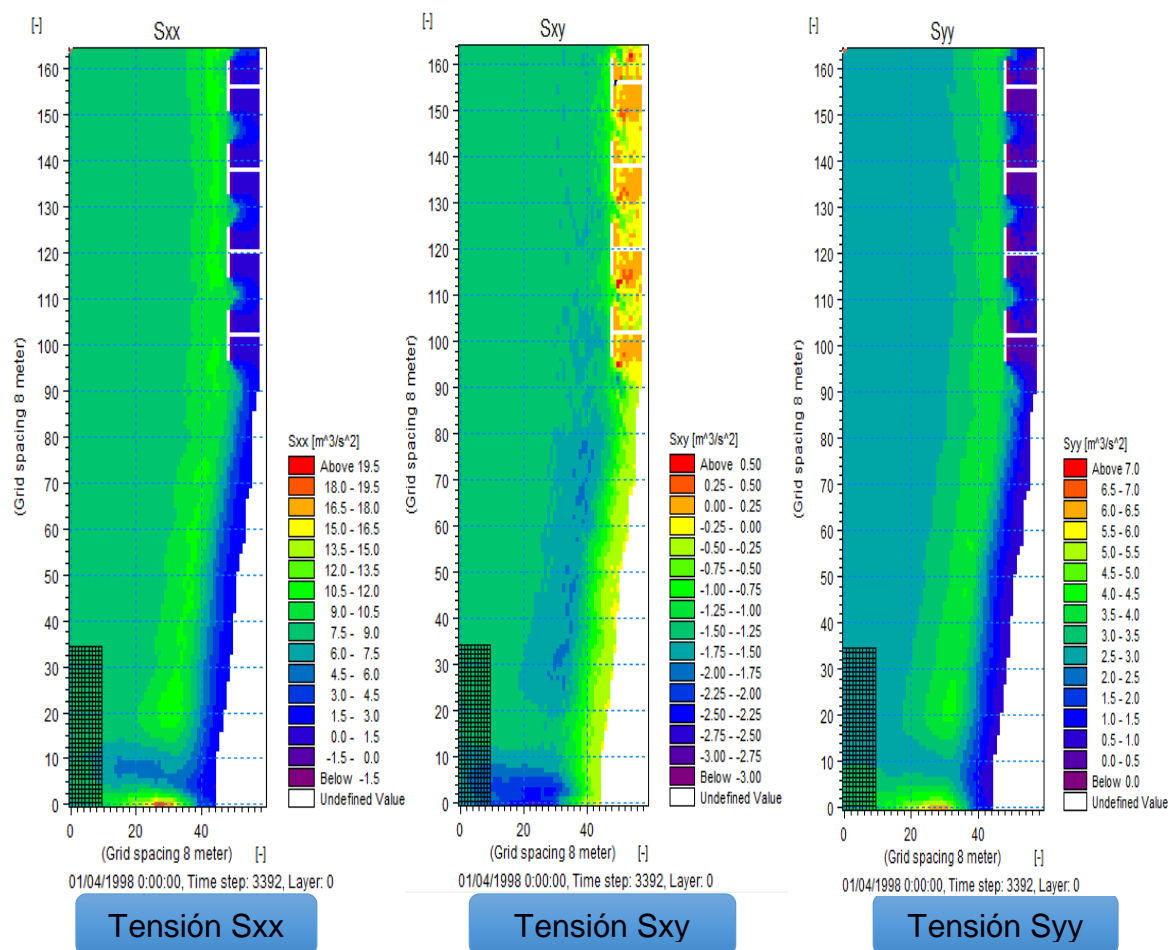 [-]
Sxx
160
150
140
130
120
110
100
90
80
70
60
50
40
30
20
10
0
(Grid spacing 8 meter)
0
20
40
(Grid spacing 8 meter)
[-]
01/04/1998 0:00:00, Time step: 3392, Layer: 0
Sxx [m^3/s^2]
Above 19.5
18.0 - 19.5
16.5 - 18.0
15.0 - 16.5
13.5 - 15.0
12.0 - 13.5
10.5 - 12.0
9.0 - 10.5
7.5 - 9.0
6.0 - 7.5
4.5 - 6.0
3.0 - 4.5
1.5 - 3.0
0.0 - 1.5
-1.5 - 0.0
Below -1.5
Undefined Value
Tensión Sxx
[-]
Sxy
160
150
140
130
120
110
100
90
80
70
60
50
40
30
20
10
0
(Grid spacing 8 meter)
0
20
40
(Grid spacing 8 meter)
[-]
01/04/1998 0:00:00, Time step: 3392, Layer: 0
Sxy [m^3/s^2]
Above 0.50
0.25 - 0.50
0.00 - 0.25
-0.25 - 0.00
-0.50 - -0.25
-0.75 - -0.50
-1.00 - -0.75
-1.25 - -1.00
-1.50 - -1.25
-1.75 - -1.50
-2.00 - -1.75
-2.25 - -2.00
-2.50 - -2.25
-2.75 - -2.50
-3.00 - -2.75
Below -3.00
Undefined Value
Tensión Sxy
[-]
Syy
160
150
140
130
120
110
100
90
80
70
60
50
40
30
20
10
0
(Grid spacing 8 meter)
0
20
40
(Grid spacing 8 meter)
[-]
01/04/1998 0:00:00, Time step: 3392, Layer: 0
Syy [m^3/s^2]
Above 7.0
6.5 - 7.0
6.0 - 6.5
5.5 - 6.0
5.0 - 5.5
4.5 - 5.0
4.0 - 4.5
3.5 - 4.0
3.0 - 3.5
2.5 - 3.0
2.0 - 2.5
1.5 - 2.0
1.0 - 1.5
0.5 - 1.0
0.0 - 0.5
Below 0.0
Undefined Value
Tensión Syy